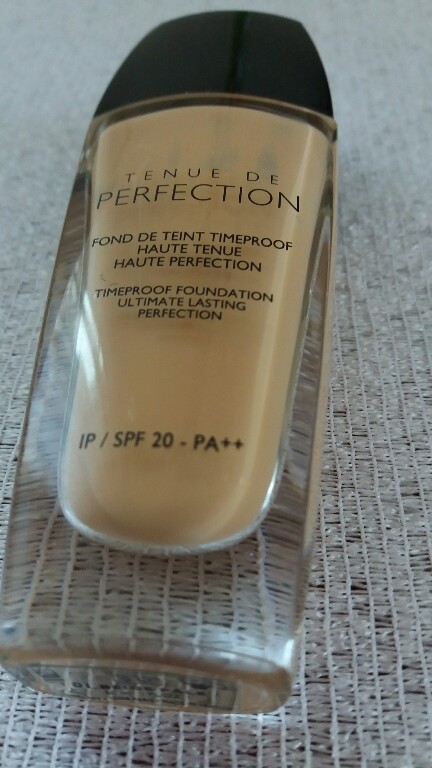 TENUE DE
PERFECTION
FOND DE TEINT TIMEPROOF
HAUTE TENUE
HAUTE PERFECTION
TIMEPROOF FOUNDATION
ULTIMATE LASTING
PERFECTION
IP / SPF 20 - PA++